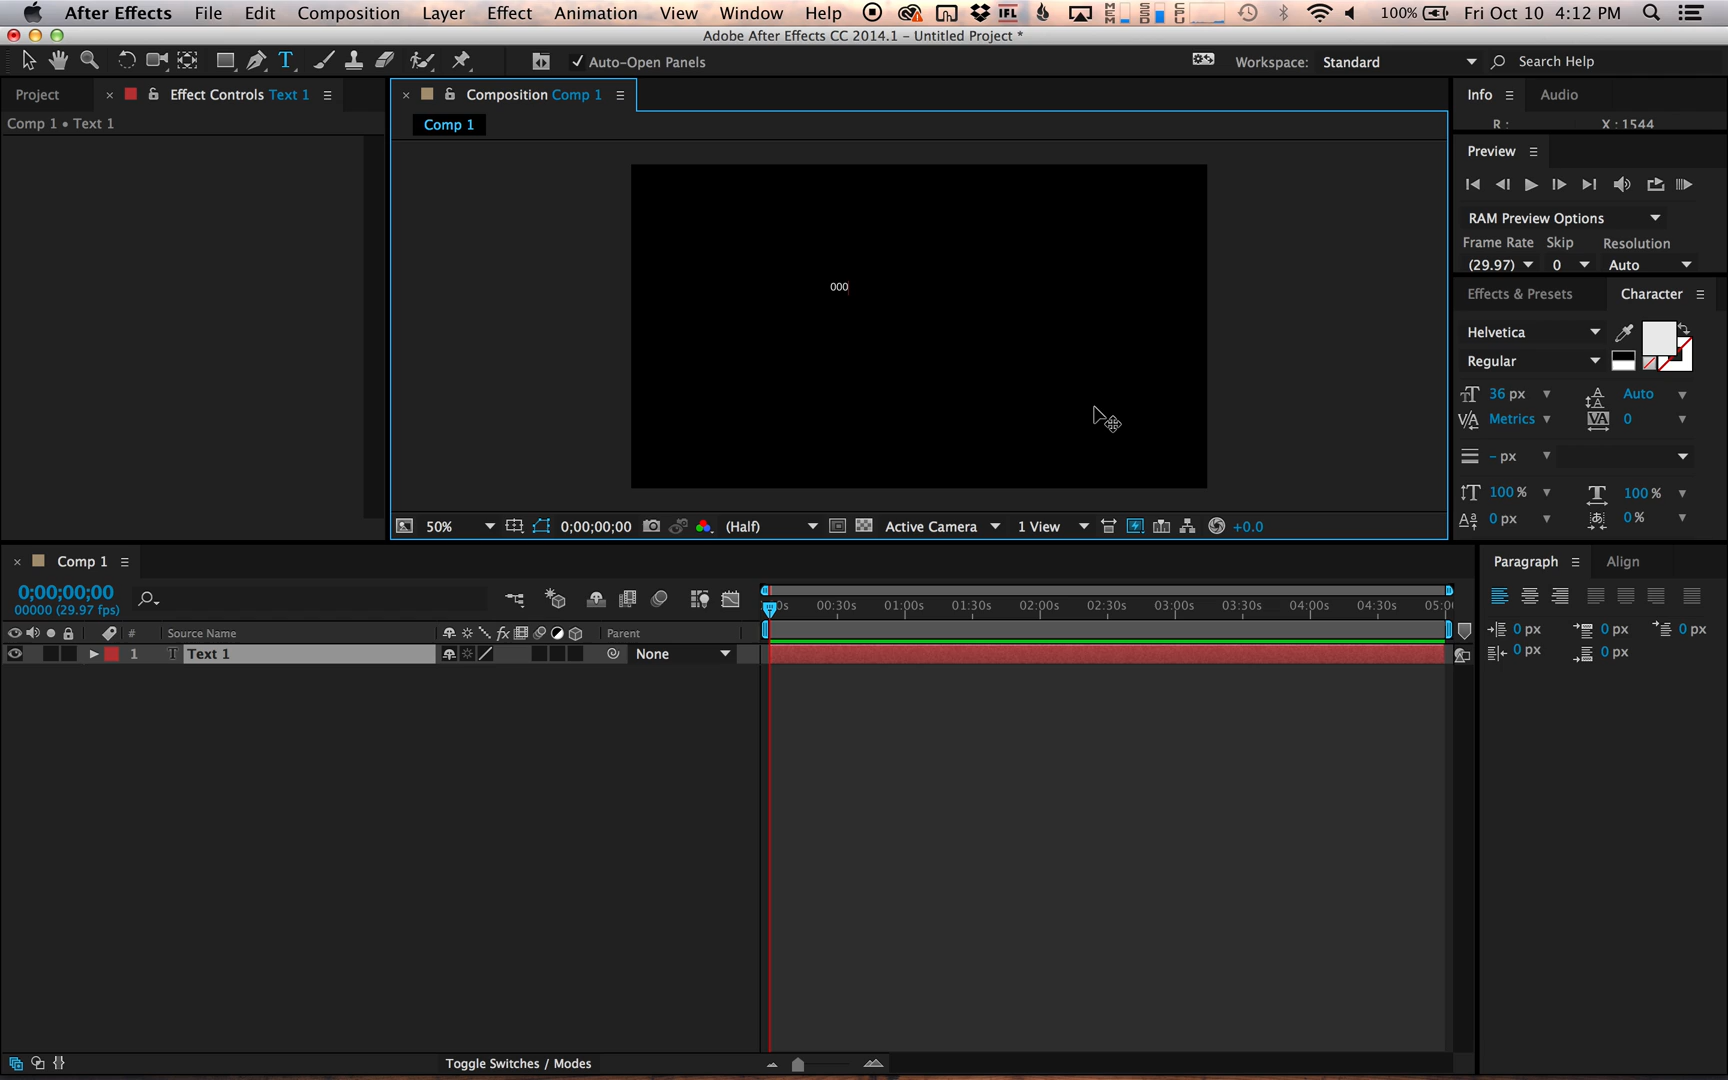 After Effects File Edit Composition Layer Effect Animation View Window Help IFL MEM SSD CPU 100% Fri Oct 10 4:12 PM
Adobe After Effects CC 2014.1 – Untitled Project *
Auto-Open Panels Workspace: Standard Search Help
Project Effect Controls Text 1 Composition Comp 1 Info Audio
Comp 1 • Text 1 Comp 1 R : X : 1544
Preview
RAM Preview Options
Frame Rate Skip Resolution
(29.97) 0 Auto
000
Effects & Presets Character
Helvetica
Regular
36 px Auto
Metrics 0
– px
100 % 100 %
0 px 0 %
50% 0;00;00;00 (Half) Active Camera 1 View +0.0
Comp 1 Paragraph Align
0;00;00;00
00000 (29.97 fps)
00:30s 01:00s 01:30s 02:00s 02:30s 03:00s 03:30s 04:00s 04:30s
# Source Name fx Parent 0 px 0 px 0 px
1 T Text 1 None 0 px 0 px
Toggle Switches / Modes